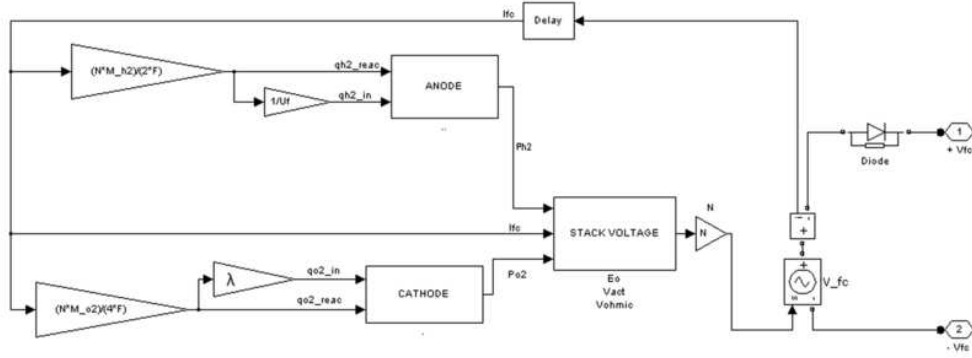 Ifc
Delay
(N*M_h2)/(2*F)
qh2_reac
1/Uf
qh2_in
ANODE
1
+ Vfc
Diode
Ph2
N
Ifc
STACK VOLTAGE
N
- 
+
λ
qo2_in
Po2
Eo
Vact
Vohmic
+
V_fc
(N*M_o2)/(4*F)
qo2_reac
CATHODE
2
- Vfc